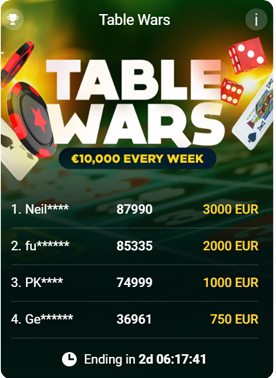 Table Wars
i
TABLE
WARS
€10,000 EVERY WEEK
1. Neil**** 87990 3000 EUR
2. fu****** 85335 2000 EUR
3. PK**** 74999 1000 EUR
4. Ge****** 36961 750 EUR
Ending in 2d 06:17:41